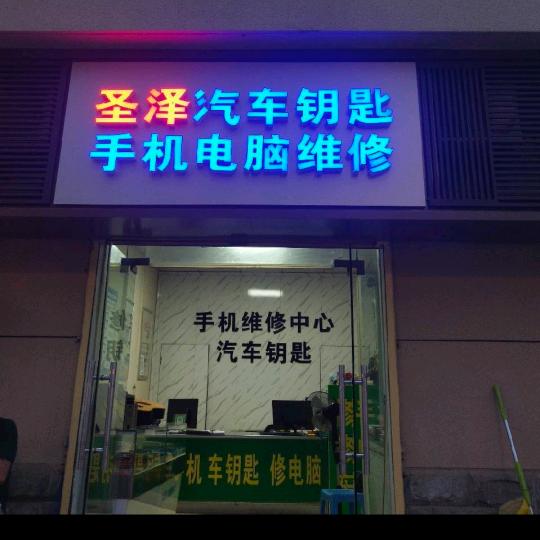 圣泽汽车钥匙
手机电脑维修
手机维修中心
汽车钥匙
机车钥匙 修电脑